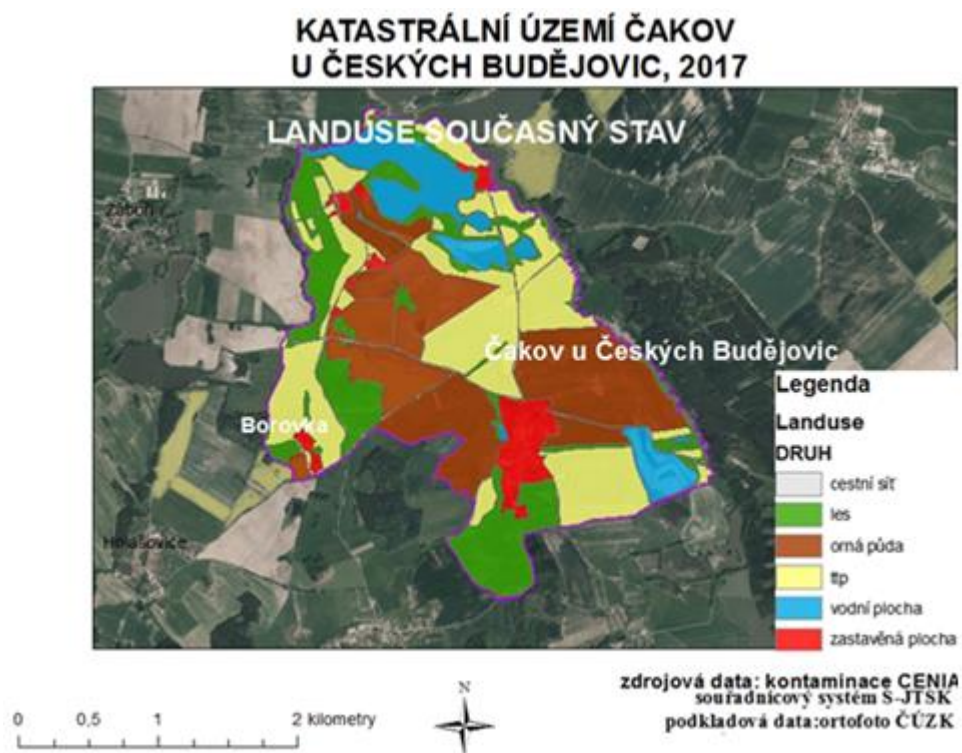 KATASTRÁLNÍ ÚZEMÍ ČAKOV
U ČESKÝCH BUDĚJOVIC, 2017
LANDUSE SOUČASNÝ STAV
Záboří
Čakov u Českých Budějovic
Borovka
Holašovice
Legenda
Landuse
DRUH
cestní síť
les
orná půda
ttp
vodní plocha
zastavěná plocha
zdrojová data: kontaminace CENIA
souřadnicový systém S-JTSK
podkladová data:ortofoto ČÚZK
N
0 0,5 1 2 kilometry